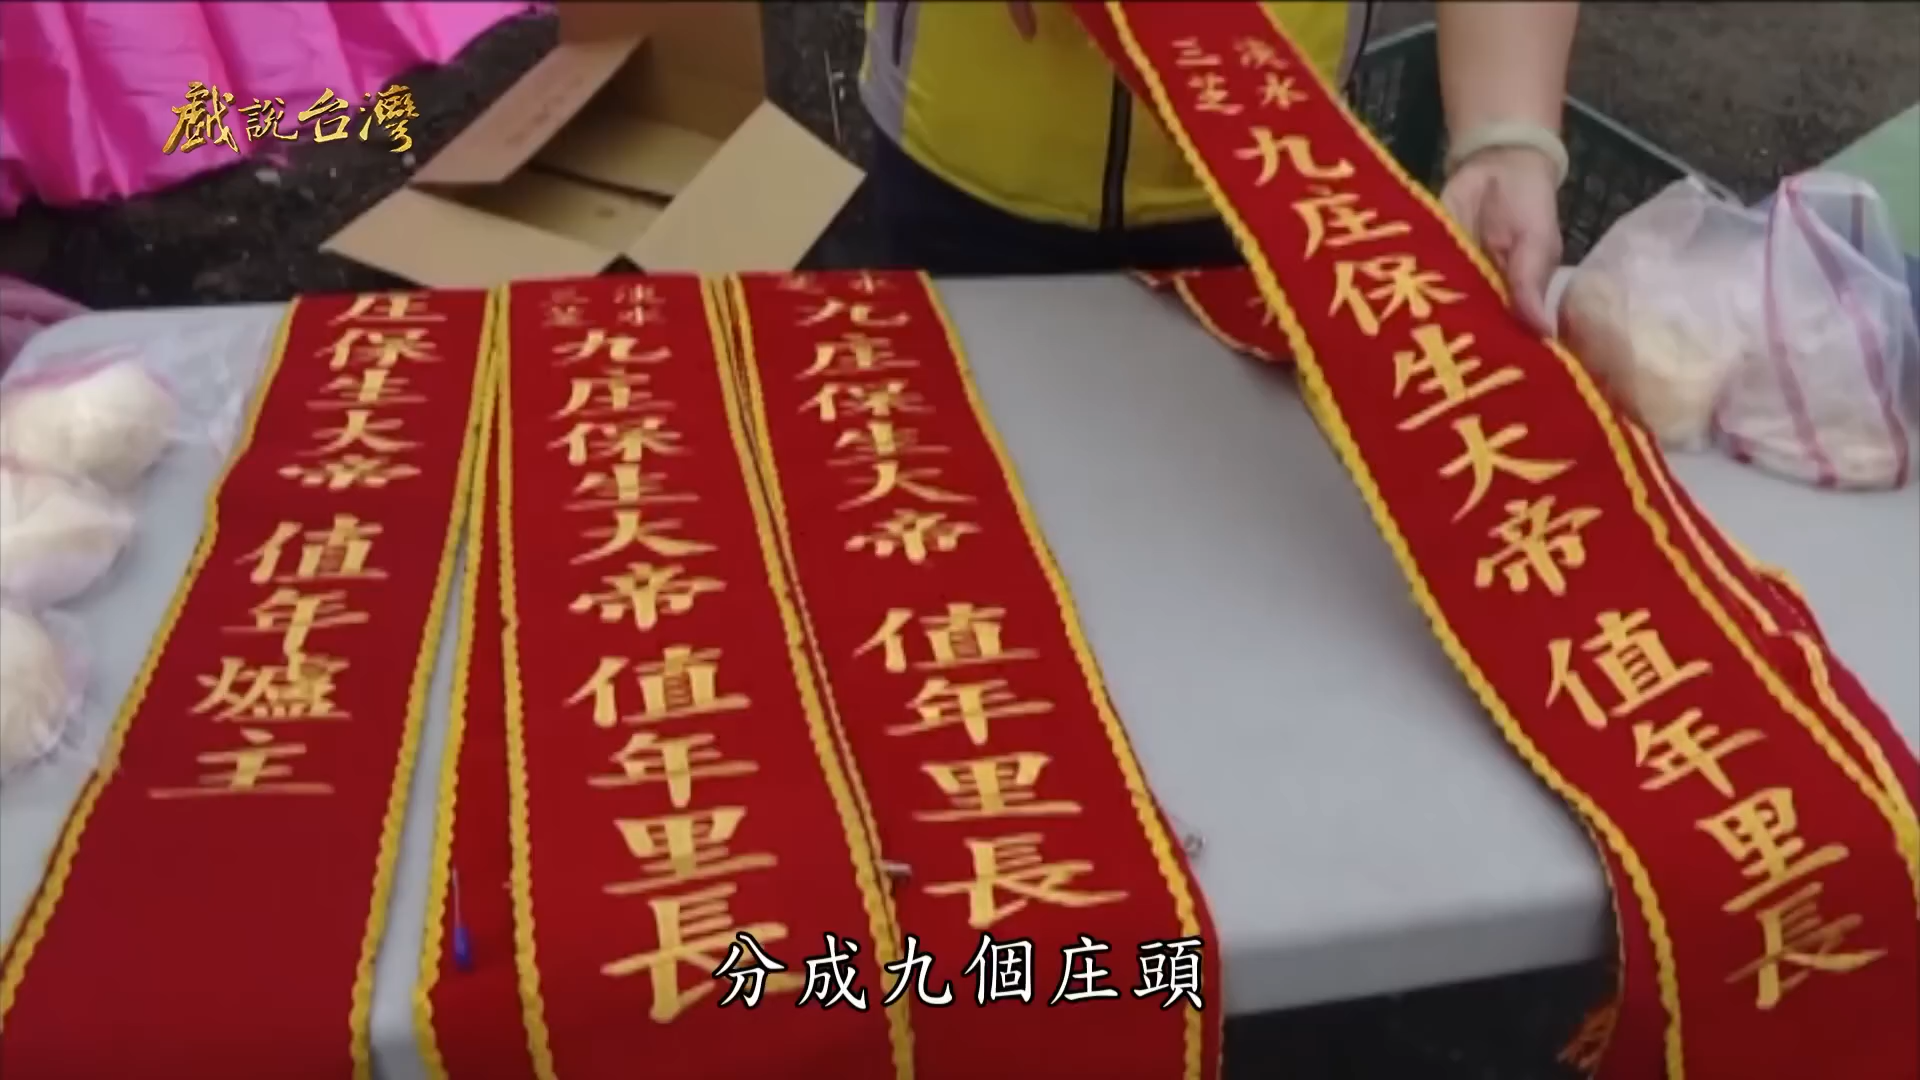 戲說台灣
庄保生大帝 值年爐主
淡水
三芝
九庄保生大帝 值年里長
水
芝
九庄保生大帝 值年里長
淡水
三芝
九庄保生大帝 值年里長
分成九個庄頭